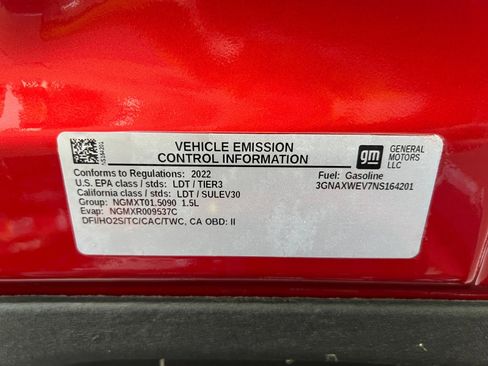 NS164201
VEHICLE EMISSION
CONTROL INFORMATION
gm
GENERAL
MOTORS
LLC
Conforms to Regulations: 2022
Fuel: Gasoline
U.S. EPA class / stds: LDT / TIER3
3GNAXWEV7NS164201
California class / stds: LDT / SULEV30
Group: NGMXT01.5090 1.5L
Evap: NGMXR009537C
DFI/HO2S/TC/CAC/TWC, CA OBD: II